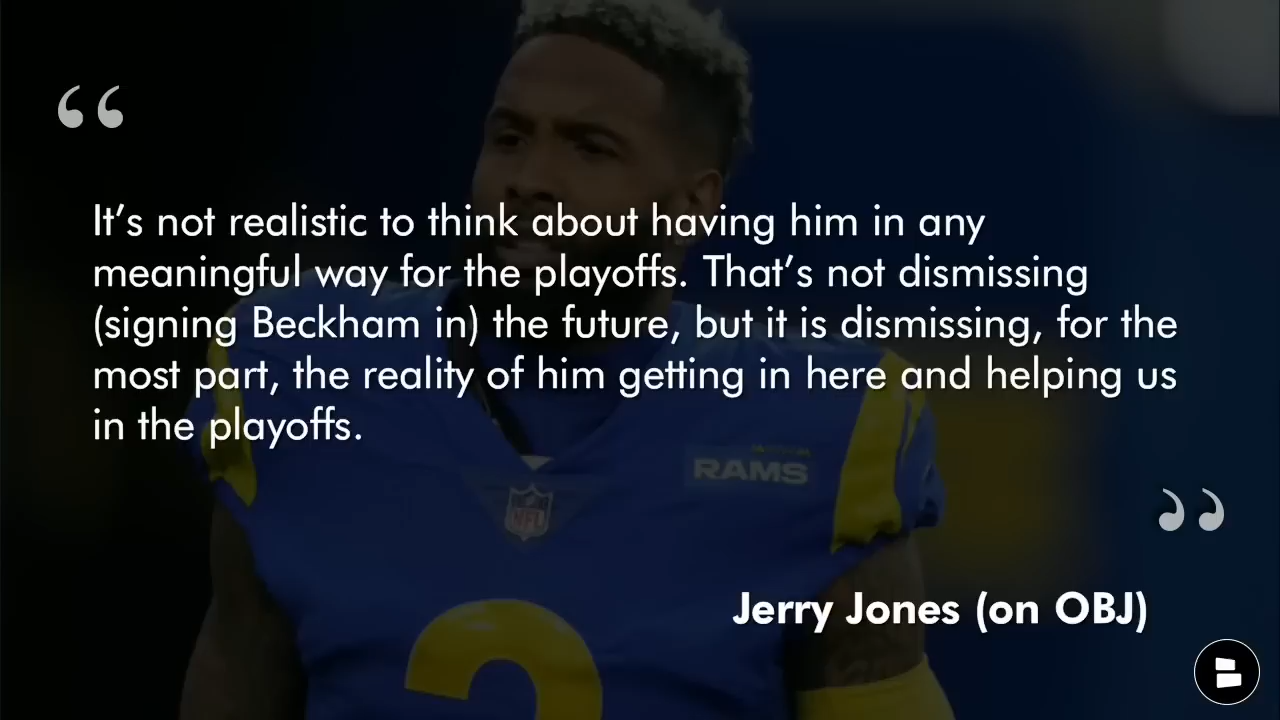 “
It’s not realistic to think about having him in any
meaningful way for the playoffs. That’s not dismissing
(signing Beckham in) the future, but it is dismissing, for the
most part, the reality of him getting in here and helping us
in the playoffs.
RAMS
NFL
”
Jerry Jones (on OBJ)